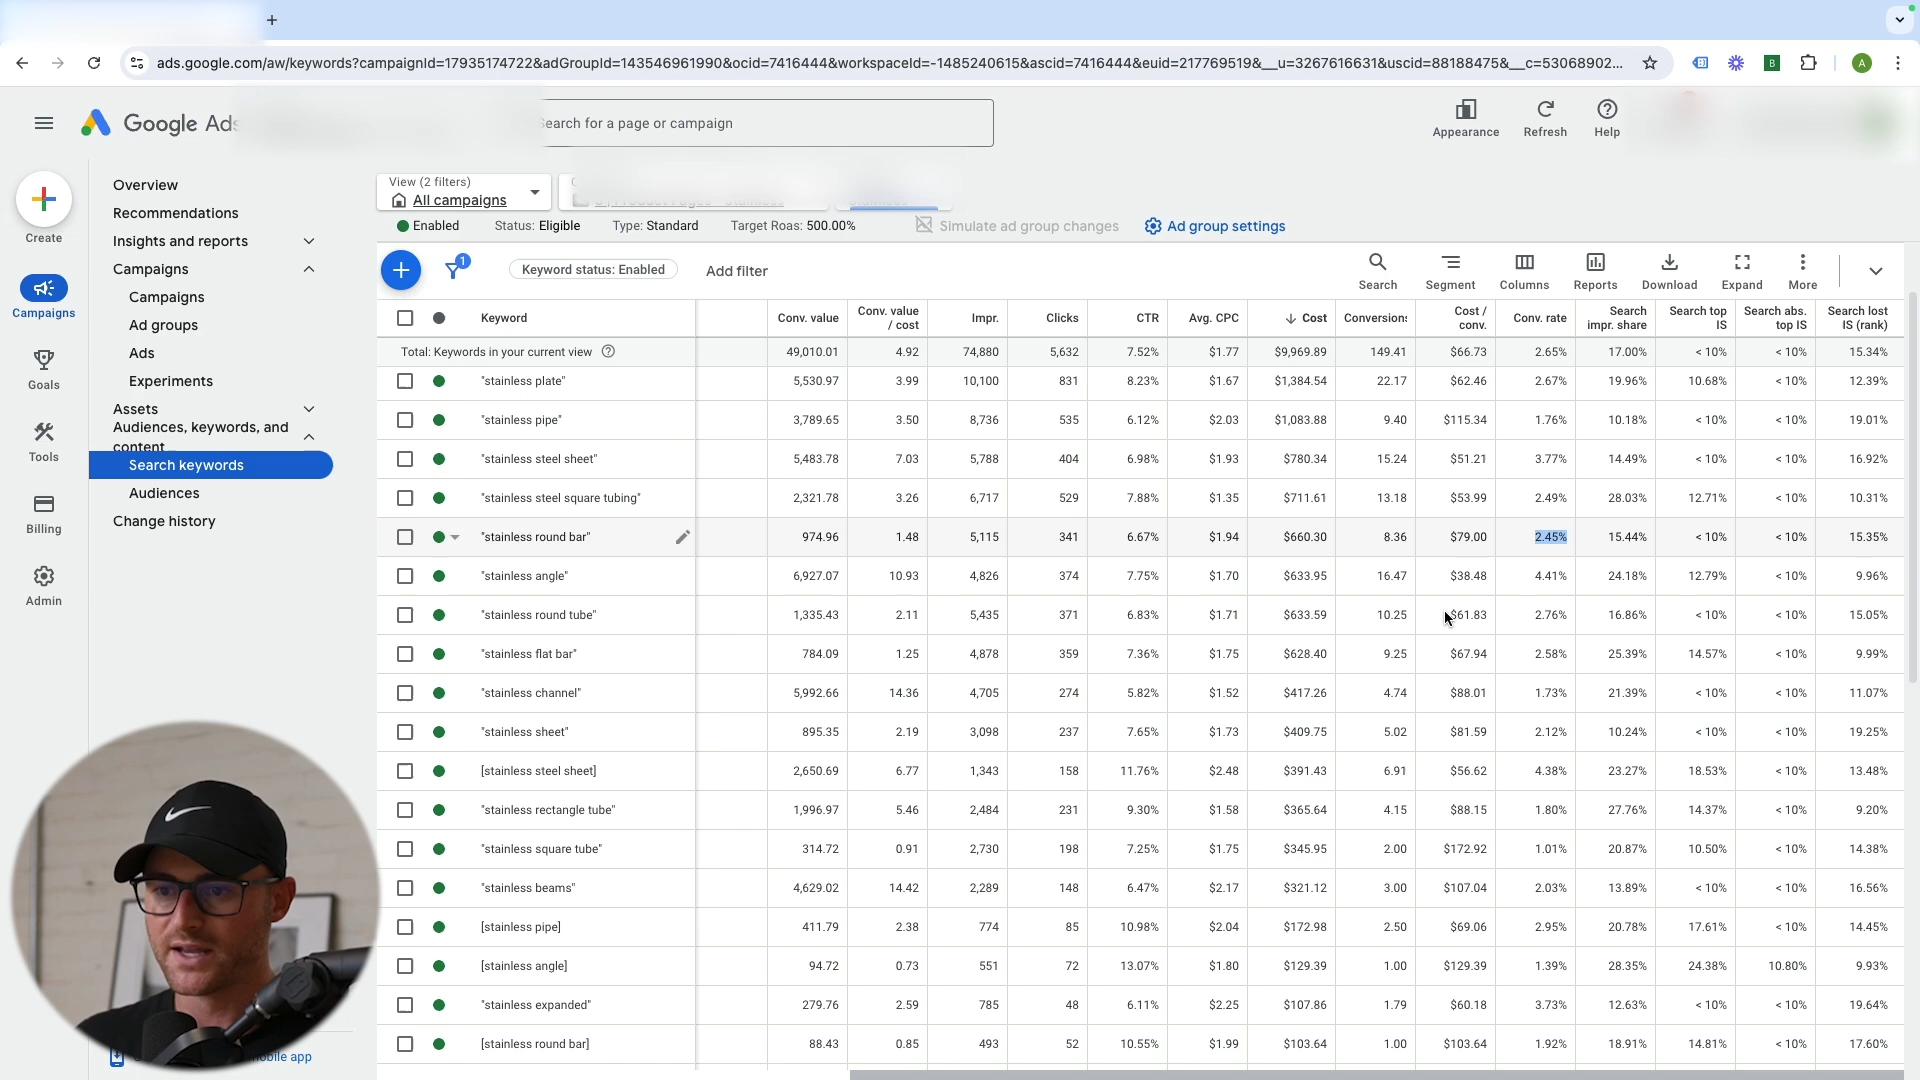 ads.google.com/aw/keywords?campaignId=17935174722&adGroupId=143546961990&ocid=7416444&workspaceId=-1485240615&ascid=7416444&euid=217769519&__u=3267616631&uscid=88188475&__c=53068902...
A
Google Ads
Search for a page or campaign
Appearance
Refresh
Help
Create
Campaigns
Goals
Tools
Billing
Admin
Overview
Recommendations
Insights and reports
Campaigns
Campaigns
Ad groups
Ads
Experiments
Assets
Audiences, keywords, and
content
Search keywords
Audiences
Change history
mobile app
View (2 filters)
All campaigns
Enabled Status: Eligible Type: Standard Target Roas: 500.00% Simulate ad group changes Ad group settings
1
Keyword status: Enabled Add filter
Search Segment Columns Reports Download Expand More
Keyword Conv. value Conv. value / cost Impr. Clicks CTR Avg. CPC Cost Conversions Cost / conv. Conv. rate Search impr. share Search top IS Search abs. top IS Search lost IS (rank)
Total: Keywords in your current view 49,010.01 4.92 74,880 5,632 7.52% $1.77 $9,969.89 149.41 $66.73 2.65% 17.00% < 10% < 10% 15.34%
"stainless plate" 5,530.97 3.99 10,100 831 8.23% $1.67 $1,384.54 22.17 $62.46 2.67% 19.96% 10.68% < 10% 12.39%
"stainless pipe" 3,789.65 3.50 8,736 535 6.12% $2.03 $1,083.88 9.40 $115.34 1.76% 10.18% < 10% < 10% 19.01%
"stainless steel sheet" 5,483.78 7.03 5,788 404 6.98% $1.93 $780.34 15.24 $51.21 3.77% 14.49% < 10% < 10% 16.92%
"stainless steel square tubing" 2,321.78 3.26 6,717 529 7.88% $1.35 $711.61 13.18 $53.99 2.49% 28.03% 12.71% < 10% 10.31%
"stainless round bar" 974.96 1.48 5,115 341 6.67% $1.94 $660.30 8.36 $79.00 2.45% 15.44% < 10% < 10% 15.35%
"stainless angle" 6,927.07 10.93 4,826 374 7.75% $1.70 $633.95 16.47 $38.48 4.41% 24.18% 12.79% < 10% 9.96%
"stainless round tube" 1,335.43 2.11 5,435 371 6.83% $1.71 $633.59 10.25 $61.83 2.76% 16.86% < 10% < 10% 15.05%
"stainless flat bar" 784.09 1.25 4,878 359 7.36% $1.75 $628.40 9.25 $67.94 2.58% 25.39% 14.57% < 10% 9.99%
"stainless channel" 5,992.66 14.36 4,705 274 5.82% $1.52 $417.26 4.74 $88.01 1.73% 21.39% < 10% < 10% 11.07%
"stainless sheet" 895.35 2.19 3,098 237 7.65% $1.73 $409.75 5.02 $81.59 2.12% 10.24% < 10% < 10% 19.25%
[stainless steel sheet] 2,650.69 6.77 1,343 158 11.76% $2.48 $391.43 6.91 $56.62 4.38% 23.27% 18.53% < 10% 13.48%
"stainless rectangle tube" 1,996.97 5.46 2,484 231 9.30% $1.58 $365.64 4.15 $88.15 1.80% 27.76% 14.37% < 10% 9.20%
"stainless square tube" 314.72 0.91 2,730 198 7.25% $1.75 $345.95 2.00 $172.92 1.01% 20.87% 10.50% < 10% 14.38%
"stainless beams" 4,629.02 14.42 2,289 148 6.47% $2.17 $321.12 3.00 $107.04 2.03% 13.89% < 10% < 10% 16.56%
[stainless pipe] 411.79 2.38 774 85 10.98% $2.04 $172.98 2.50 $69.06 2.95% 20.78% 17.61% < 10% 14.45%
[stainless angle] 94.72 0.73 551 72 13.07% $1.80 $129.39 1.00 $129.39 1.39% 28.35% 24.38% 10.80% 9.93%
"stainless expanded" 279.76 2.59 785 48 6.11% $2.25 $107.86 1.79 $60.18 3.73% 12.63% < 10% < 10% 19.64%
[stainless round bar] 88.43 0.85 493 52 10.55% $1.99 $103.64 1.00 $103.64 1.92% 18.91% 14.81% < 10% 17.60%